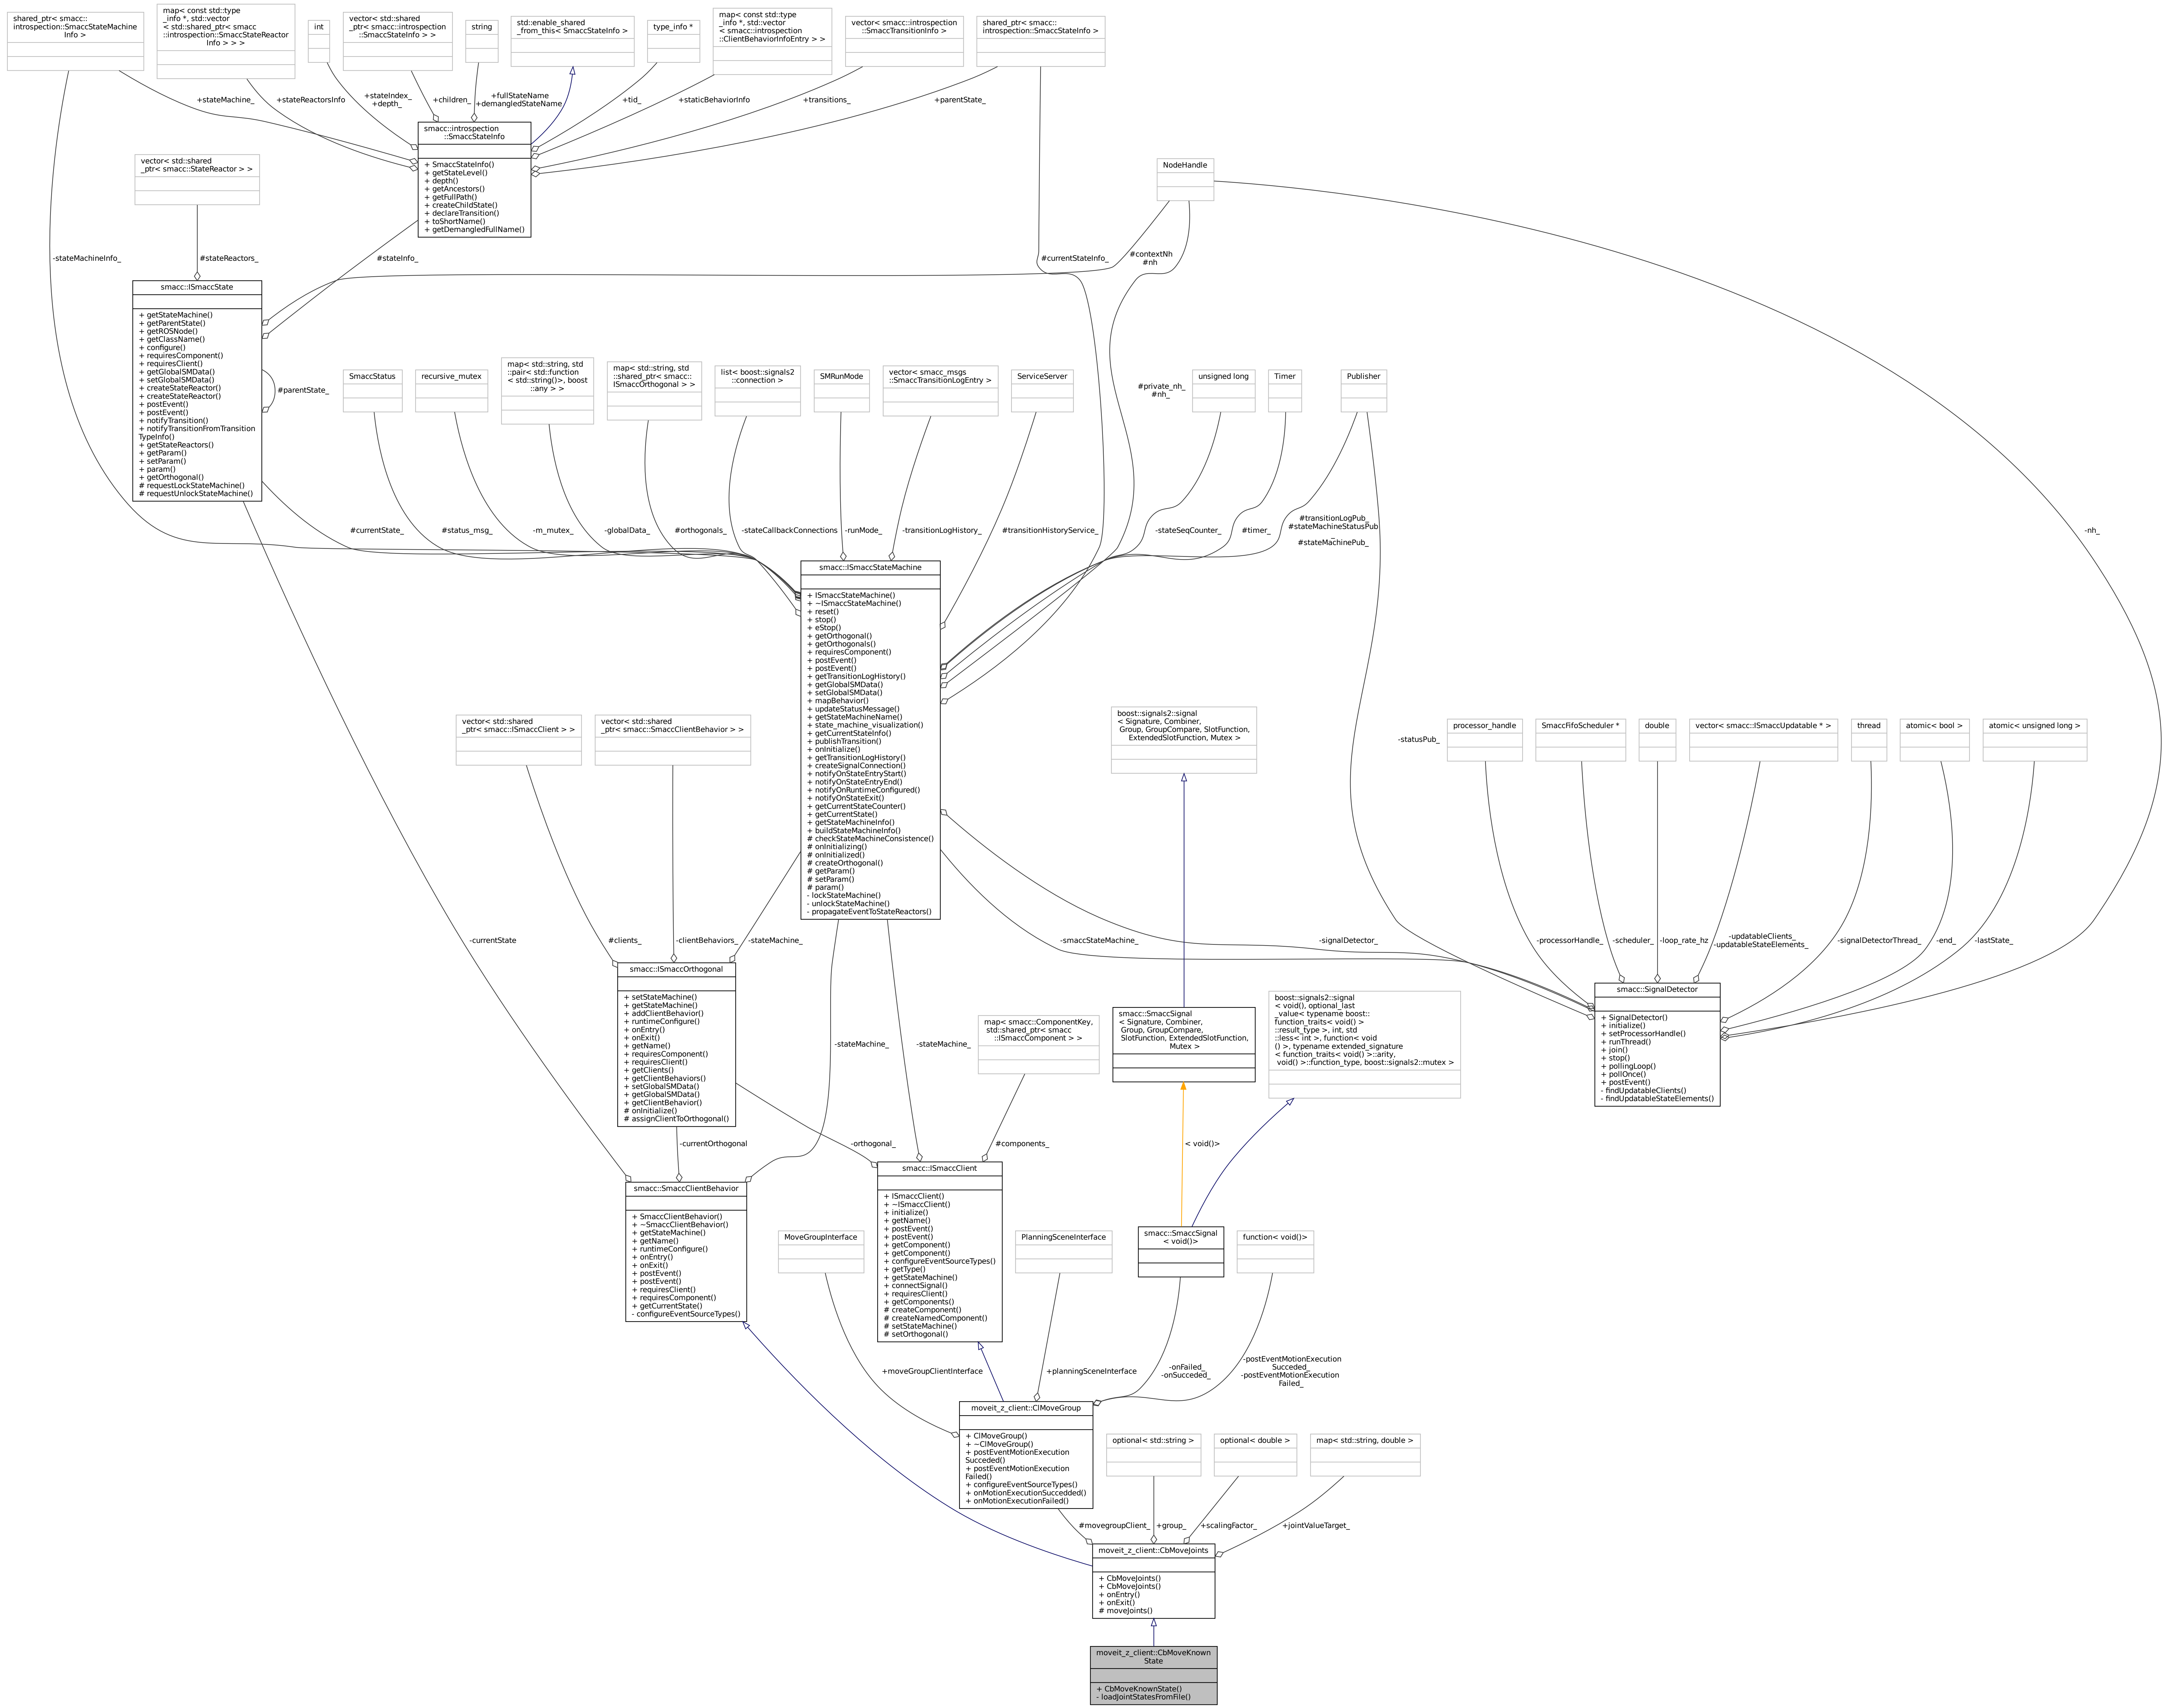 shared_ptr< smacc::
introspection::SmaccStateMachine
Info >
map< const std::type
_info *, std::vector
< std::shared_ptr< smacc
::introspection::SmaccStateReactor
Info > > >
int
vector< std::shared
_ptr< smacc::introspection
::SmaccStateInfo > >
string
std::enable_shared
_from_this< SmaccStateInfo >
type_info *
map< const std::type
_info *, std::vector
< smacc::introspection
::ClientBehaviorInfoEntry > >
vector< smacc::introspection
::SmaccTransitionInfo >
shared_ptr< smacc::
introspection::SmaccStateInfo >
+stateMachine_
+stateReactorsInfo
+stateIndex_
+depth_
+children_
+fullStateName
+demangledStateName
+tid_
+staticBehaviorInfo
+transitions_
+parentState_
smacc::introspection
::SmaccStateInfo
+ SmaccStateInfo()
+ getStateLevel()
+ depth()
+ getAncestors()
+ getFullPath()
+ createChildState()
+ declareTransition()
+ toShortName()
+ getDemangledFullName()
vector< std::shared
_ptr< smacc::StateReactor > >
NodeHandle
-stateMachineInfo_
#stateReactors_
#stateInfo_
#currentStateInfo_
#contextNh
#nh
smacc::ISmaccState
+ getStateMachine()
+ getParentState()
+ getROSNode()
+ getClassName()
+ configure()
+ requiresComponent()
+ requiresClient()
+ getGlobalSMData()
+ setGlobalSMData()
+ createStateReactor()
+ createStateReactor()
+ postEvent()
+ postEvent()
+ notifyTransition()
+ notifyTransitionFromTransition
TypeInfo()
+ getStateReactors()
+ getParam()
+ setParam()
+ param()
+ getOrthogonal()
# requestLockStateMachine()
# requestUnlockStateMachine()
#parentState_
SmaccStatus
recursive_mutex
map< std::string, std
::pair< std::function
< std::string()>, boost
::any > >
map< std::string, std
::shared_ptr< smacc::
ISmaccOrthogonal > >
list< boost::signals2
::connection >
SMRunMode
vector< smacc_msgs
::SmaccTransitionLogEntry >
ServiceServer
#private_nh_
#nh_
unsigned long
Timer
Publisher
#currentState_
#status_msg_
-m_mutex_
-globalData_
#orthogonals_
-stateCallbackConnections
-runMode_
-transitionLogHistory_
#transitionHistoryService_
-stateSeqCounter_
#timer_
#transitionLogPub_
#stateMachineStatusPub
_
#stateMachinePub_
-nh_
smacc::ISmaccStateMachine
+ ISmaccStateMachine()
+ ~ISmaccStateMachine()
+ reset()
+ stop()
+ eStop()
+ getOrthogonal()
+ getOrthogonals()
+ requiresComponent()
+ postEvent()
+ postEvent()
+ getTransitionLogHistory()
+ getGlobalSMData()
+ setGlobalSMData()
+ mapBehavior()
+ updateStatusMessage()
+ getStateMachineName()
+ state_machine_visualization()
+ getCurrentStateInfo()
+ publishTransition()
+ onInitialize()
+ getTransitionLogHistory()
+ createSignalConnection()
+ notifyOnStateEntryStart()
+ notifyOnStateEntryEnd()
+ notifyOnRuntimeConfigured()
+ notifyOnStateExit()
+ getCurrentStateCounter()
+ getCurrentState()
+ getStateMachineInfo()
+ buildStateMachineInfo()
# checkStateMachineConsistence()
# onInitializing()
# onInitialized()
# createOrthogonal()
# getParam()
# setParam()
# param()
- lockStateMachine()
- unlockStateMachine()
- propagateEventToStateReactors()
vector< std::shared
_ptr< smacc::ISmaccClient > >
vector< std::shared
_ptr< smacc::SmaccClientBehavior > >
boost::signals2::signal
< Signature, Combiner,
Group, GroupCompare, SlotFunction,
ExtendedSlotFunction, Mutex >
-statusPub_
processor_handle
SmaccFifoScheduler *
double
vector< smacc::ISmaccUpdatable * >
thread
atomic< bool >
atomic< unsigned long >
-currentState
#clients_
-clientBehaviors_
-stateMachine_
-smaccStateMachine_
-signalDetector_
-processorHandle_
-scheduler_
-loop_rate_hz
-updatableClients_
-updatableStateElements_
-signalDetectorThread_
-end_
-lastState_
smacc::ISmaccOrthogonal
+ setStateMachine()
+ getStateMachine()
+ addClientBehavior()
+ runtimeConfigure()
+ onEntry()
+ onExit()
+ getName()
+ requiresComponent()
+ requiresClient()
+ getClients()
+ getClientBehaviors()
+ setGlobalSMData()
+ getGlobalSMData()
+ getClientBehavior()
# onInitialize()
# assignClientToOrthogonal()
-stateMachine_
-stateMachine_
map< smacc::ComponentKey,
std::shared_ptr< smacc
::ISmaccComponent > >
smacc::SmaccSignal
< Signature, Combiner,
Group, GroupCompare,
SlotFunction, ExtendedSlotFunction,
Mutex >
boost::signals2::signal
< void(), optional_last
_value< typename boost::
function_traits< void() >
::result_type >, int, std
::less< int >, function< void
() >, typename extended_signature
< function_traits< void() >::arity,
void() >::function_type, boost::signals2::mutex >
smacc::SignalDetector
+ SignalDetector()
+ initialize()
+ setProcessorHandle()
+ runThread()
+ join()
+ stop()
+ pollingLoop()
+ pollOnce()
+ postEvent()
- findUpdatableClients()
- findUpdatableStateElements()
-currentOrthogonal
-orthogonal_
#components_
< void()>
smacc::SmaccClientBehavior
+ SmaccClientBehavior()
+ ~SmaccClientBehavior()
+ getStateMachine()
+ getName()
+ runtimeConfigure()
+ onEntry()
+ onExit()
+ postEvent()
+ postEvent()
+ requiresClient()
+ requiresComponent()
+ getCurrentState()
- configureEventSourceTypes()
smacc::ISmaccClient
+ ISmaccClient()
+ ~ISmaccClient()
+ initialize()
+ getName()
+ postEvent()
+ postEvent()
+ getComponent()
+ getComponent()
+ configureEventSourceTypes()
+ getType()
+ getStateMachine()
+ connectSignal()
+ requiresClient()
+ getComponents()
# createComponent()
# createNamedComponent()
# setStateMachine()
# setOrthogonal()
MoveGroupInterface
PlanningSceneInterface
smacc::SmaccSignal
< void()>
function< void()>
+moveGroupClientInterface
+planningSceneInterface
-onFailed_
-onSucceded_
-postEventMotionExecution
Succeded_
-postEventMotionExecution
Failed_
moveit_z_client::ClMoveGroup
+ ClMoveGroup()
+ ~ClMoveGroup()
+ postEventMotionExecution
Succeded()
+ postEventMotionExecution
Failed()
+ configureEventSourceTypes()
+ onMotionExecutionSuccedded()
+ onMotionExecutionFailed()
optional< std::string >
optional< double >
map< std::string, double >
#movegroupClient_
+group_
+scalingFactor_
+jointValueTarget_
moveit_z_client::CbMoveJoints
+ CbMoveJoints()
+ CbMoveJoints()
+ onEntry()
+ onExit()
# moveJoints()
moveit_z_client::CbMoveKnown
State
+ CbMoveKnownState()
- loadJointStatesFromFile()